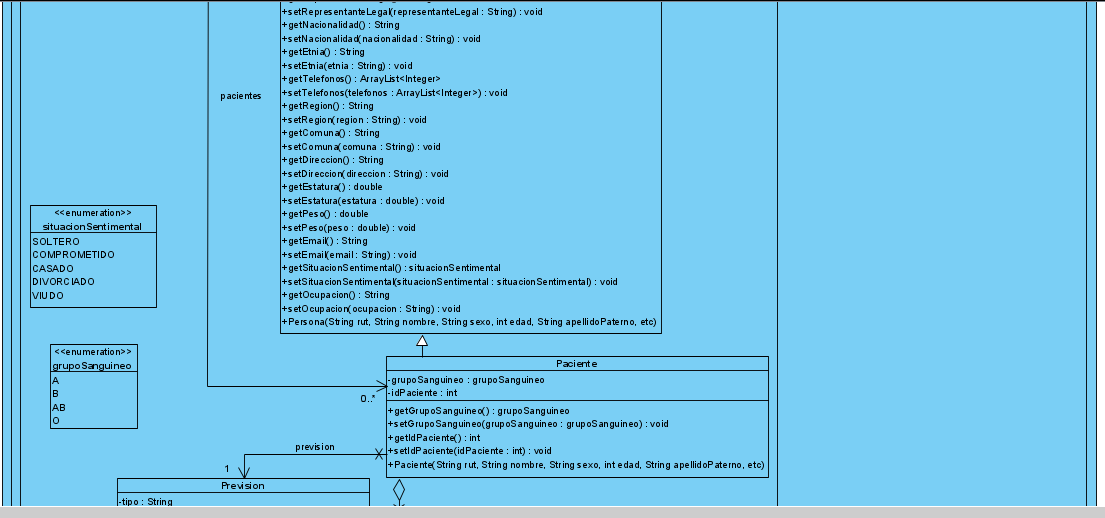 +setRepresentanteLegal(representanteLegal : String) : void
+getNacionalidad() : String
+setNacionalidad(nacionalidad : String) : void
+getEtnia() : String
+setEtnia(etnia : String) : void
+getTelefonos() : ArrayList<Integer>
+setTelefonos(telefonos : ArrayList<Integer>) : void
+getRegion() : String
+setRegion(region : String) : void
+getComuna() : String
+setComuna(comuna : String) : void
+getDireccion() : String
+setDireccion(direccion : String) : void
+getEstatura() : double
+setEstatura(estatura : double) : void
+getPeso() : double
+setPeso(peso : double) : void
+getEmail() : String
+setEmail(email : String) : void
+getSituacionSentimental() : situacionSentimental
+setSituacionSentimental(situacionSentimental : situacionSentimental) : void
+getOcupacion() : String
+setOcupacion(ocupacion : String) : void
+Persona(String rut, String nombre, String sexo, int edad, String apellidoPaterno, etc)
pacientes
<<enumeration>>
situacionSentimental
SOLTERO
COMPROMETIDO
CASADO
DIVORCIADO
VIUDO
<<enumeration>>
grupoSanguineo
A
B
AB
O
Paciente
-grupoSanguineo : grupoSanguineo
-idPaciente : int
0..*
+getGrupoSanguineo() : grupoSanguineo
+setGrupoSanguineo(grupoSanguineo : grupoSanguineo) : void
+getIdPaciente() : int
+setIdPaciente(idPaciente : int) : void
+Paciente(String rut, String nombre, String sexo, int edad, String apellidoPaterno, etc)
prevision
1
Prevision
-tipo : String